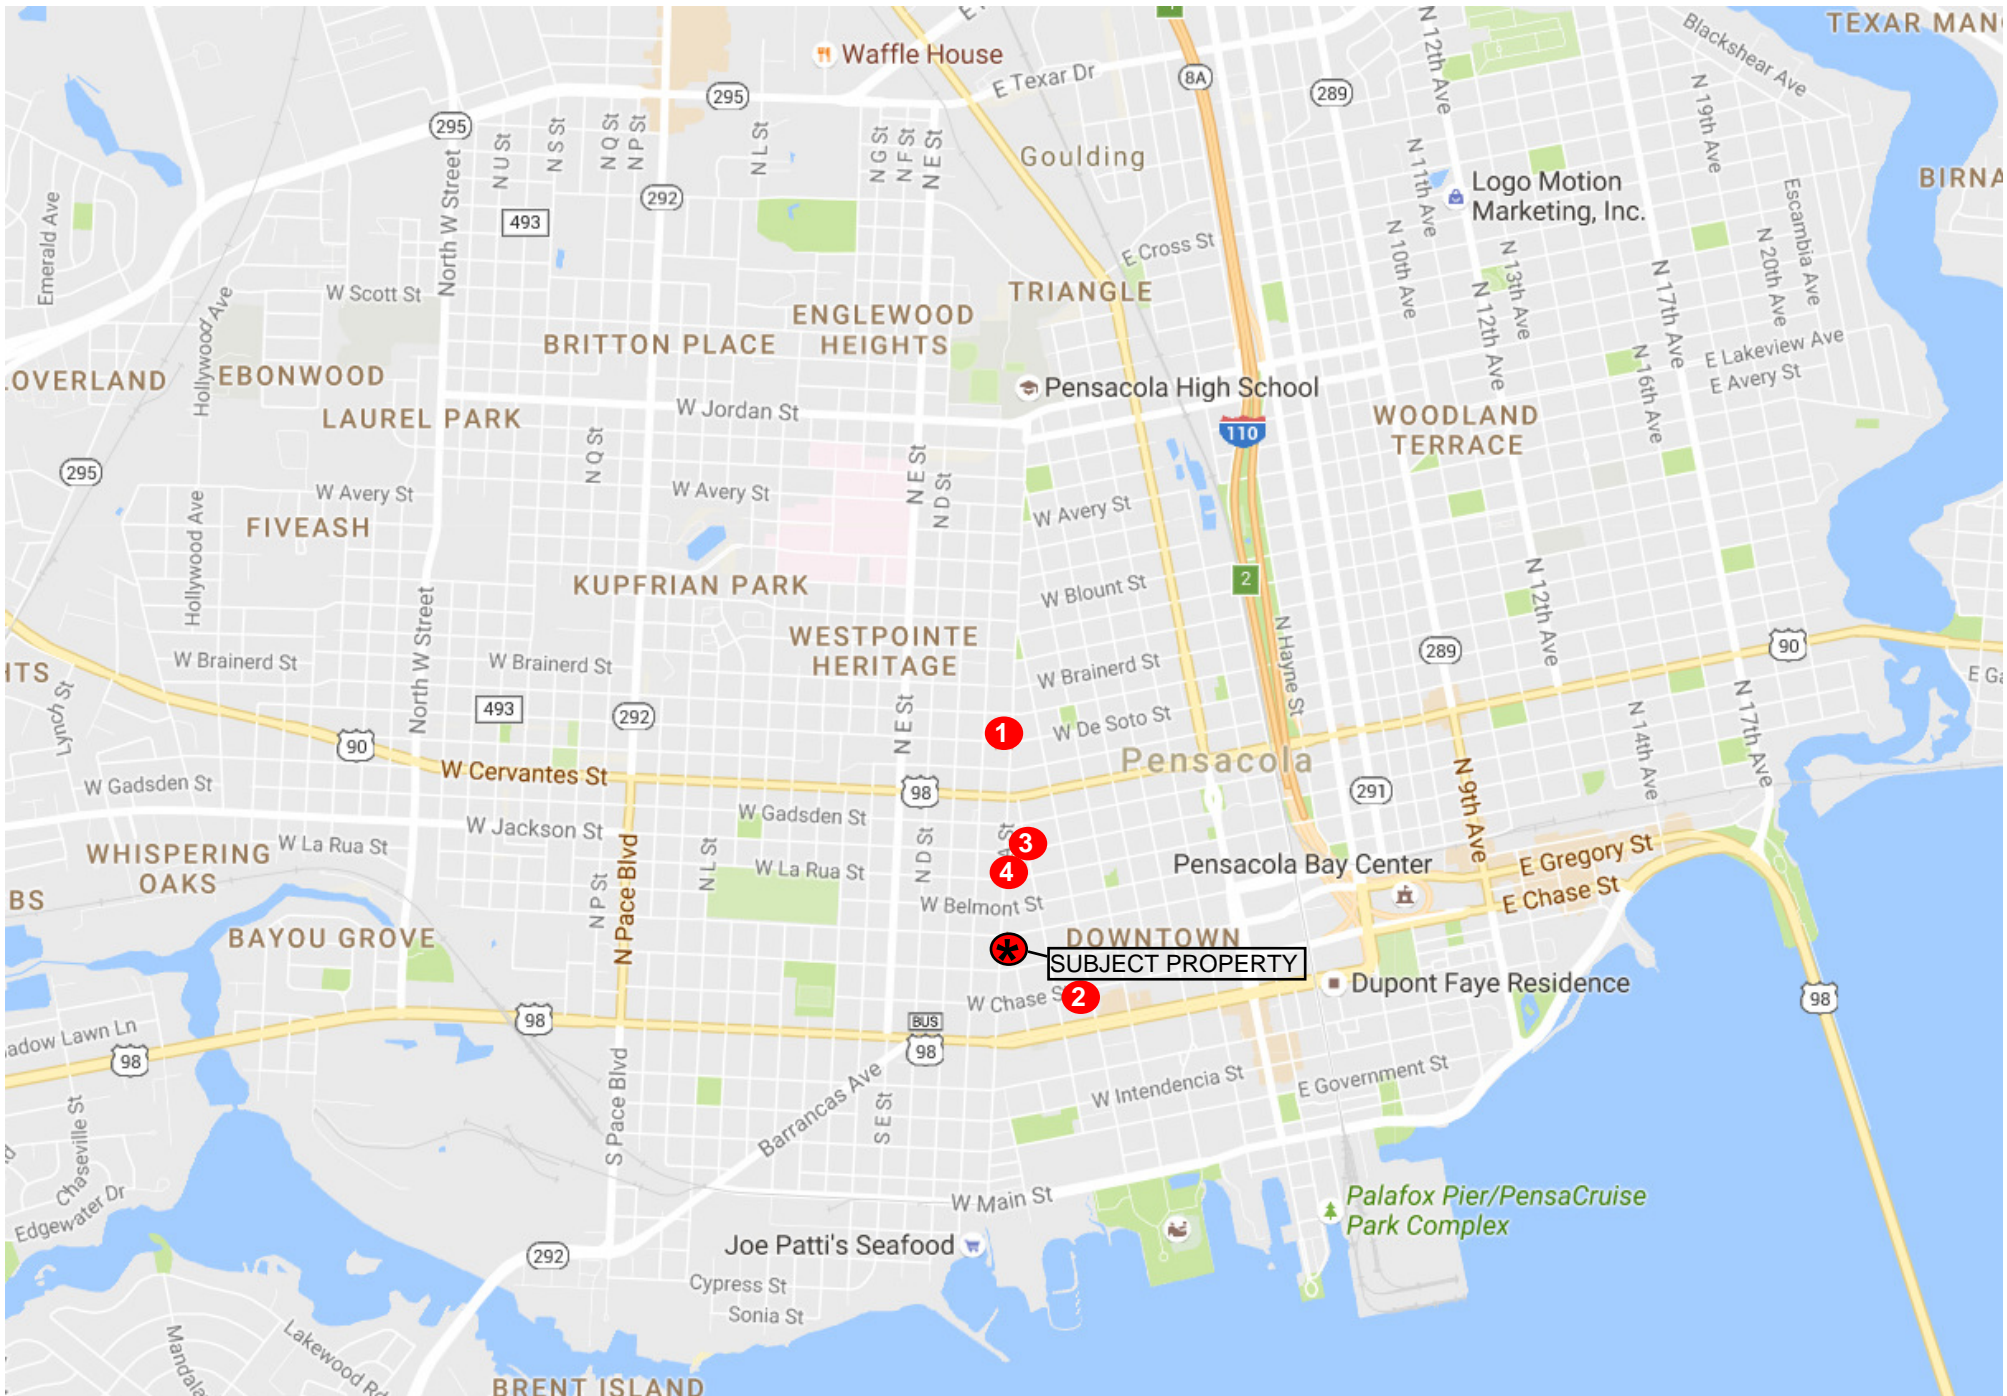 TEXAR MAN
Waffle House
E Texar Dr
8A
289
295
295
N 12th Ave
Blackshear Ave
N 19th Ave
N U St
N S St
N Q St
N P St
N L St
N G St
N F St
N E St
Goulding
N 11th Ave
Logo Motion
Marketing, Inc.
BIRNA
Emerald Ave
North W Street
493
292
E Cross St
N 10th Ave
N 13th Ave
N 12th Ave
N 17th Ave
N 20th Ave
Escambia Ave
Hollywood Ave
W Scott St
TRIANGLE
ENGLEWOOD
HEIGHTS
BRITTON PLACE
E Lakeview Ave
E Avery St
N 16th Ave
OVERLAND
EBONWOOD
LAUREL PARK
W Jordan St
Pensacola High School
110
WOODLAND
TERRACE
295
N Q St
N E St
N D St
W Avery St
W Avery St
W Avery St
FIVEASH
Hollywood Ave
KUPFRIAN PARK
W Blount St
2
N 12th Ave
N Hayne St
North W Street
WESTPOINTE
HERITAGE
W Brainerd St
W Brainerd St
W Brainerd St
289
90
HTS
E Ga
Lynch St
493
292
N E St
1
W De Soto St
N 14th Ave
N 17th Ave
90
W Cervantes St
Pensacola
98
291
N 9th Ave
W Gadsden St
W Gadsden St
W Jackson St
W La Rua St
W La Rua St
WHISPERING
OAKS
N P St
N Pace Blvd
N L St
N D St
A St
3
4
Pensacola Bay Center
E Gregory St
E Chase St
BS
W Belmont St
BAYOU GROVE
DOWNTOWN
*
SUBJECT PROPERTY
W Chase S
2
Dupont Faye Residence
98
98
BUS
98
adow Lawn Ln
98
W Intendencia St
E Government St
S Pace Blvd
Barrancas Ave
S E St
Chaseville St
Edgewater Dr
W Main St
Palafox Pier/PensaCruise
Park Complex
Joe Patti's Seafood
292
Cypress St
Sonia St
Lakewood Rd
Mandala
BRENT ISLAND